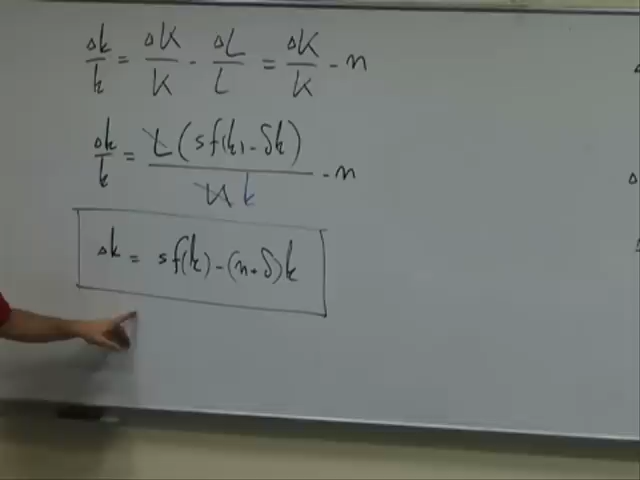 Δk/k = ΔK/K - ΔL/L = ΔK/K - n
Δk/k = L(sf(k) - δk)/Lk k - n
Δk = sf(k) - (n+δ)k
Δ
Δ